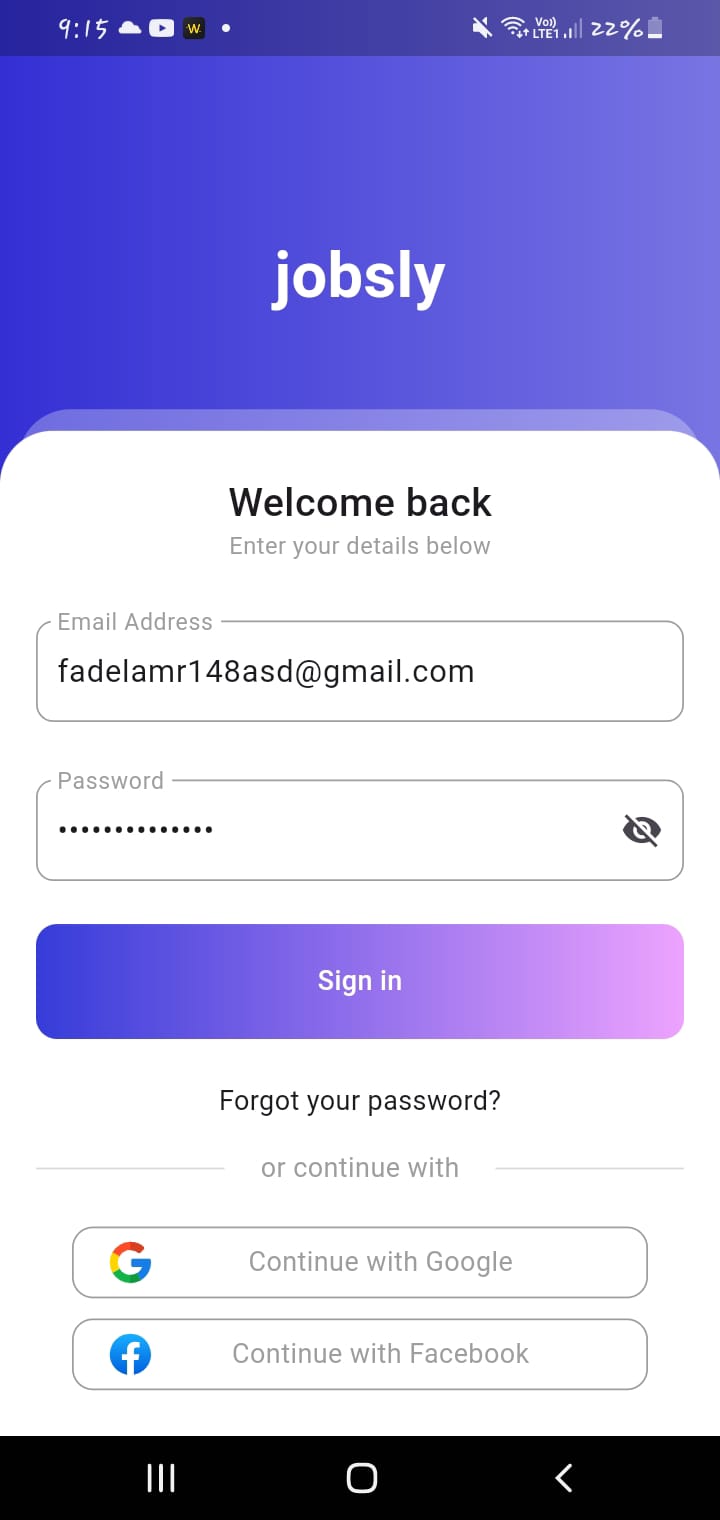 9:15 W VoI) LTE1 22%
jobsly
Welcome back
Enter your details below
Email Address
fadelamr148asd@gmail.com
Password
••••••••••••••
Sign in
Forgot your password?
or continue with
Continue with Google
Continue with Facebook